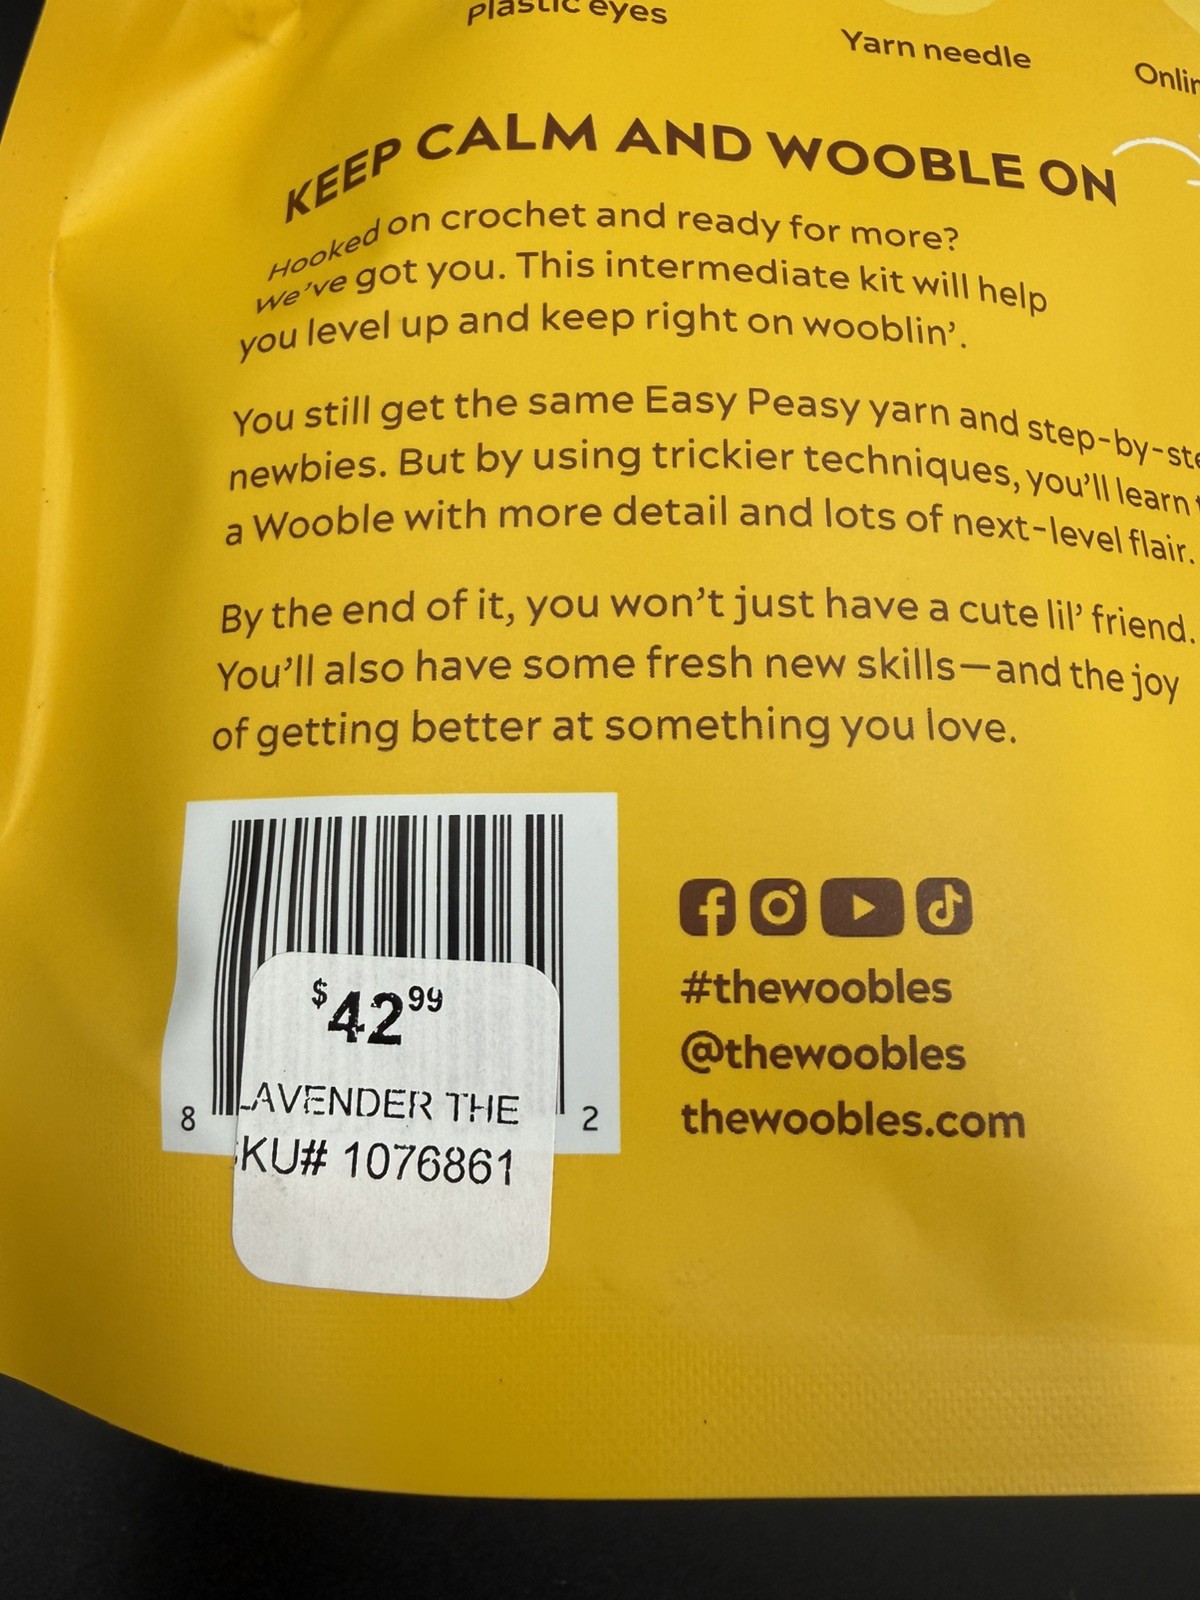 Plastic eyes
Yarn needle
KEEP CALM AND WOOBLE ON
Hooked on crochet and ready for more?
We've got you. This intermediate kit will help
you level up and keep right on wooblin'.
You still get the same Easy Peasy yarn and step-by-ste
newbies. But by using trickier techniques, you'll learn
a Wooble with more detail and lots of next-level flair.
By the end of it, you won't just have a cute lil' friend.
You'll also have some fresh new skills—and the joy
of getting better at something you love.
$42.99
LAVENDER THE
SKU# 1076861
8 2
#thewoobles
@thewoobles
thewoobles.com